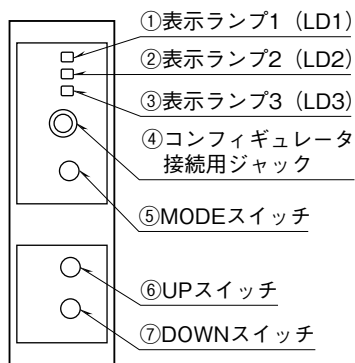 ①表示ランプ1（LD1）
②表示ランプ2（LD2）
③表示ランプ3（LD3）
④コンフィギュレータ
接続用ジャック
⑤MODEスイッチ
⑥UPスイッチ
⑦DOWNスイッチ